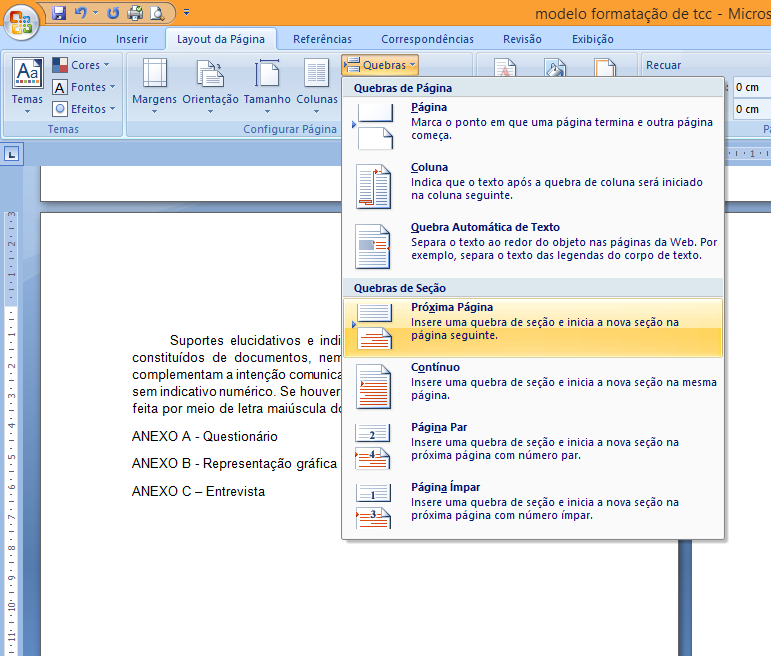 modelo formatação de tcc - Micros
Início Inserir Layout da Página Referências Correspondências Revisão Exibição
Aa
Temas
Cores
A Fontes
Efeitos
Temas
Margens Orientação Tamanho Colunas
Configurar Página
Quebras
Recuar
0 cm
0 cm
Quebras de Página
Página
Marca o ponto em que uma página termina e outra página
começa.
Coluna
Indica que o texto após a quebra de coluna será iniciado
na coluna seguinte.
Quebra Automática de Texto
Separa o texto ao redor do objeto nas páginas da Web. Por
exemplo, separa o texto das legendas do corpo de texto.
Quebras de Seção
Próxima Página
Insere uma quebra de seção e inicia a nova seção na
página seguinte.
Contínuo
Insere uma quebra de seção e inicia a nova seção na mesma
página.
Página Par
Insere uma quebra de seção e inicia a nova seção na
próxima página com número par.
2
4
Página Ímpar
Insere uma quebra de seção e inicia a nova seção na
próxima página com número ímpar.
1
3
Suportes elucidativos e indi
constituídos de documentos, nem
complementam a intenção comunica
sem indicativo numérico. Se houver
feita por meio de letra maiúscula do
ANEXO A - Questionário
ANEXO B - Representação gráfica
ANEXO C – Entrevista